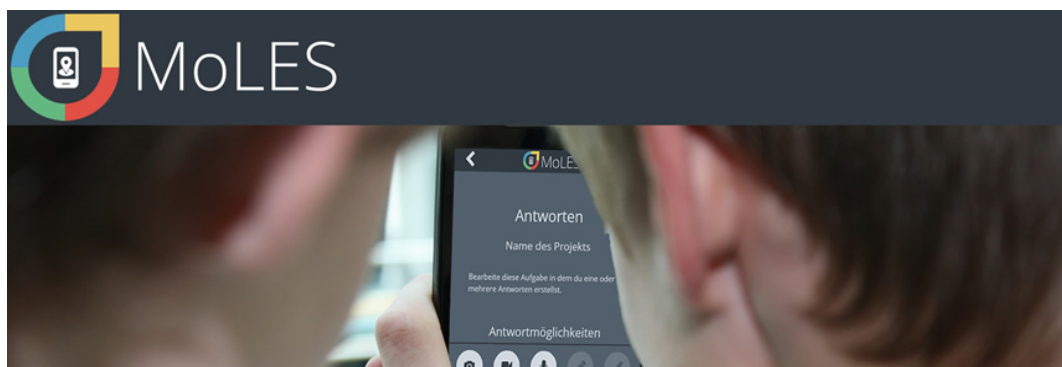 MoLES
MoLES
Antworten
Name des Projekts
Bearbeite diese Aufgabe in dem du eine oder
mehrere Antworten erstellst.
Antwortmöglichkeiten